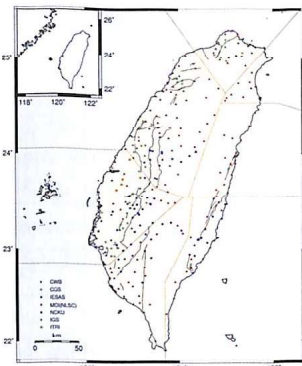 26°
24°
22°
118° 120° 122°
25°
24°
23°
22°
CWB
CGS
IESAS
MOI(NLSC)
NCKU
IGS
ITRI
km
0 50